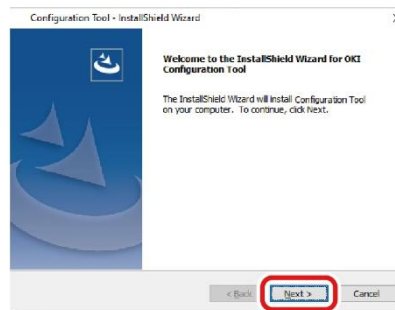 Configuration Tool - InstallShield Wizard
Welcome to the InstallShield Wizard for OKI
Configuration Tool
The InstallShield Wizard will install Configuration Tool
on your computer. To continue, click Next.
< Back
Next >
Cancel